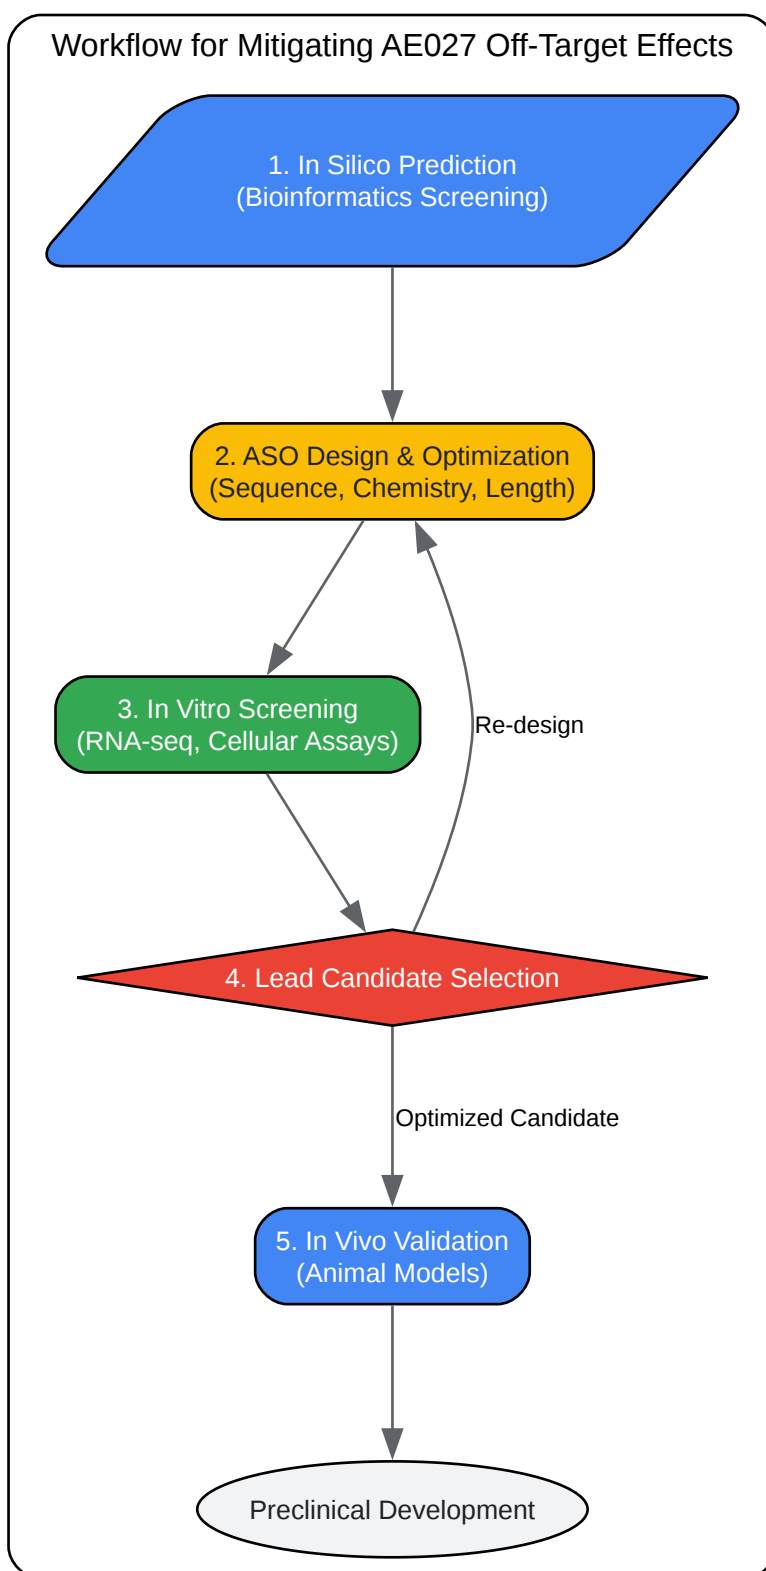 Workflow for Mitigating AE027 Off-Target Effects
1. In Silico Prediction
(Bioinformatics Screening)
2. ASO Design & Optimization
(Sequence, Chemistry, Length)
3. In Vitro Screening
(RNA-seq, Cellular Assays)
Re-design
4. Lead Candidate Selection
Optimized Candidate
5. In Vivo Validation
(Animal Models)
Preclinical Development